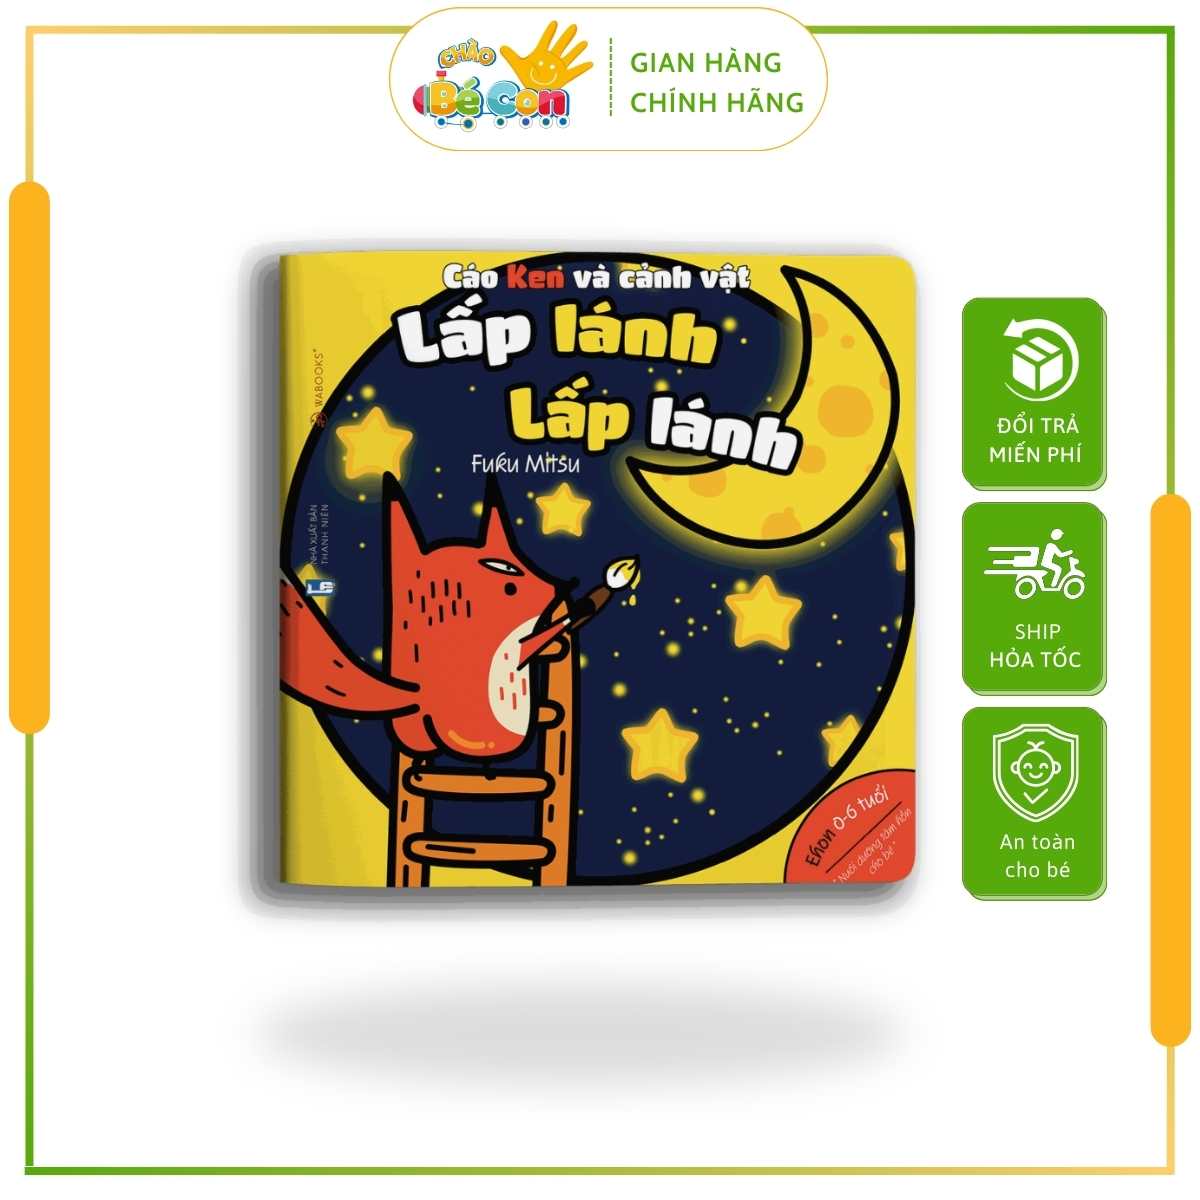 CHÀO
Bé Con
GIAN HÀNG
CHÍNH HÃNG
Cáo Ken và cảnh vật
Lấp lánh
Lấp lánh
Fuku Mitsu
WABOOKS
NHÀ XUẤT BẢN
THANH NIÊN
Ehon 0-6 tuổi
" Nuôi dưỡng tâm hồn
cho bé "
ĐỔI TRẢ
MIẾN PHÍ
SHIP
HỎA TỐC
An toàn
cho bé